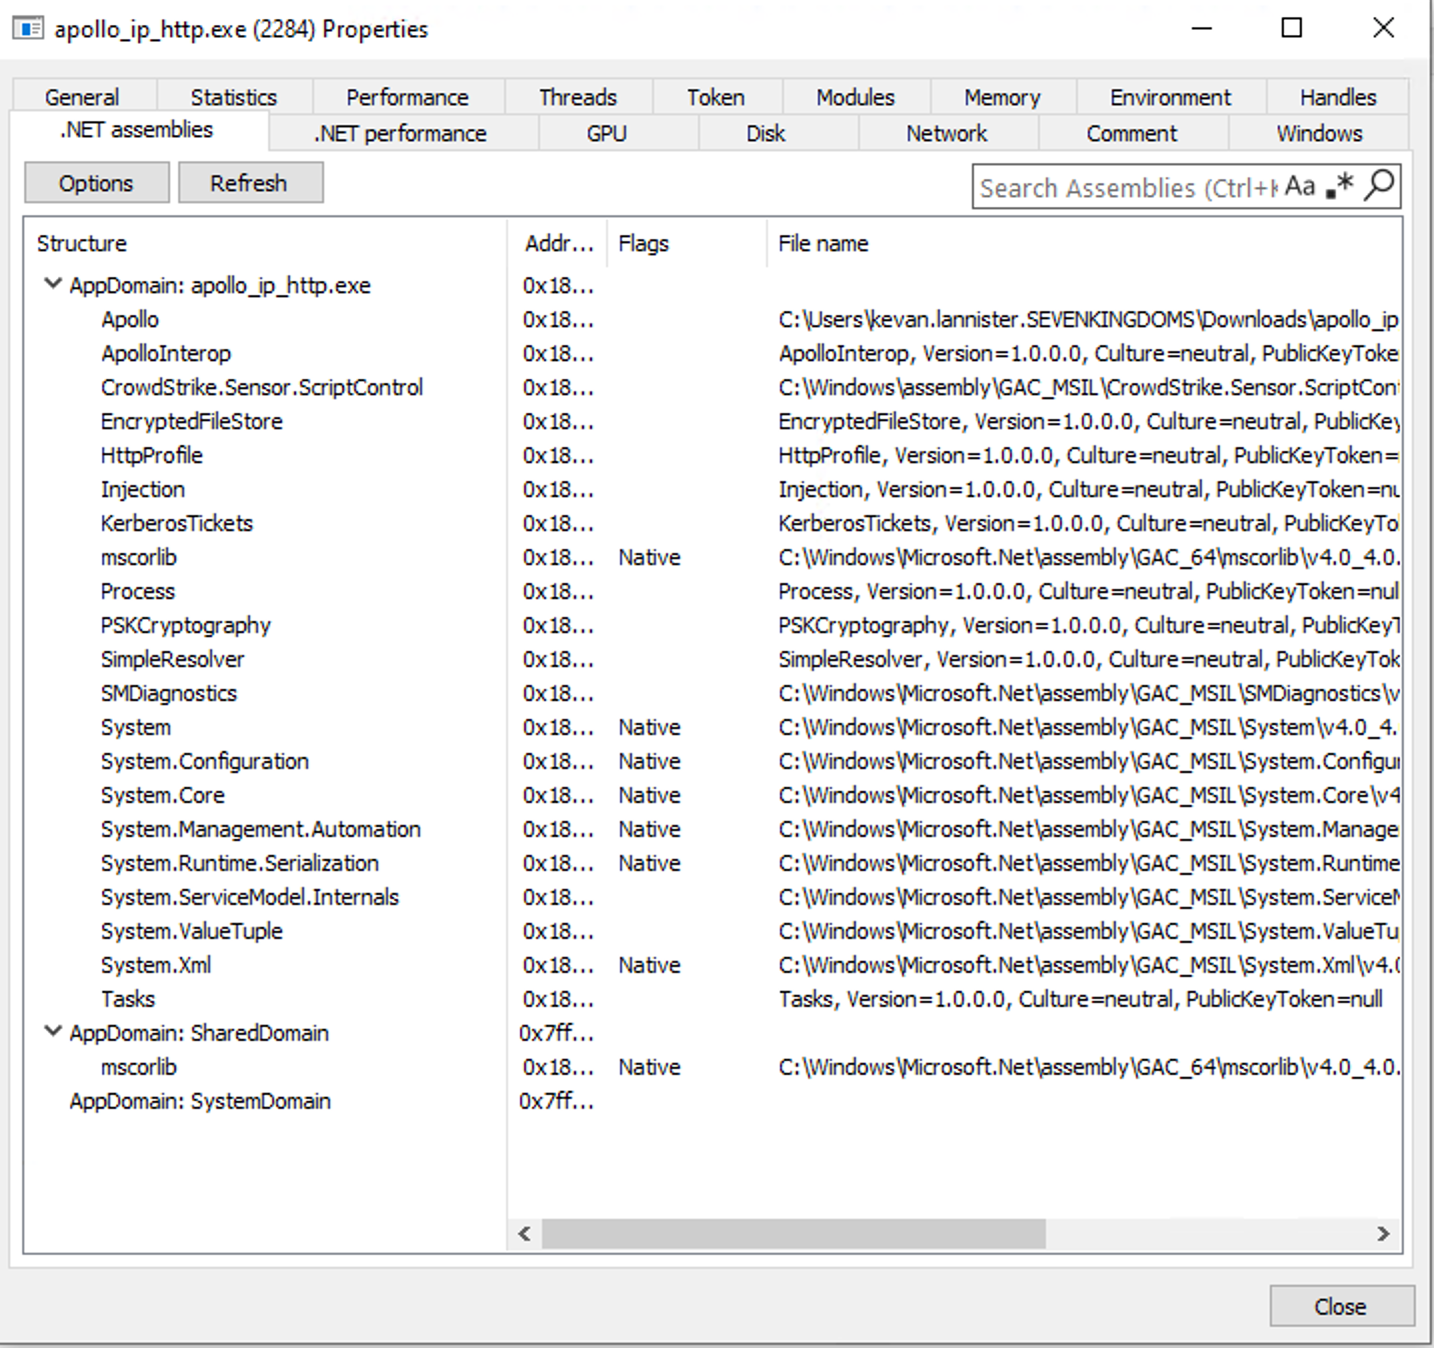 apollo_ip_http.exe (2284) Properties
General Statistics Performance Threads Token Modules Memory Environment Handles
.NET assemblies .NET performance GPU Disk Network Comment Windows
Options Refresh Search Assemblies (Ctrl+K Aa .*
Structure Addr... Flags File name
AppDomain: apollo_ip_http.exe 0x18...
Apollo 0x18... C:\Users\kevan.lannister.SEVENKINGDOMS\Downloads\apollo_ip
ApolloInterop 0x18... ApolloInterop, Version=1.0.0.0, Culture=neutral, PublicKeyToke
CrowdStrike.Sensor.ScriptControl 0x18... C:\Windows\assembly\GAC_MSIL\CrowdStrike.Sensor.ScriptCont
EncryptedFileStore 0x18... EncryptedFileStore, Version=1.0.0.0, Culture=neutral, PublicKey
HttpProfile 0x18... HttpProfile, Version=1.0.0.0, Culture=neutral, PublicKeyToken=
Injection 0x18... Injection, Version=1.0.0.0, Culture=neutral, PublicKeyToken=nu
KerberosTickets 0x18... KerberosTickets, Version=1.0.0.0, Culture=neutral, PublicKeyTo
mscorlib 0x18... Native C:\Windows\Microsoft.Net\assembly\GAC_64\mscorlib\v4.0_4.0.
Process 0x18... Process, Version=1.0.0.0, Culture=neutral, PublicKeyToken=nul
PSKCryptography 0x18... PSKCryptography, Version=1.0.0.0, Culture=neutral, PublicKeyT
SimpleResolver 0x18... SimpleResolver, Version=1.0.0.0, Culture=neutral, PublicKeyTok
SMDiagnostics 0x18... C:\Windows\Microsoft.Net\assembly\GAC_MSIL\SMDiagnostics\v
System 0x18... Native C:\Windows\Microsoft.Net\assembly\GAC_MSIL\System\v4.0_4.
System.Configuration 0x18... Native C:\Windows\Microsoft.Net\assembly\GAC_MSIL\System.Configur
System.Core 0x18... Native C:\Windows\Microsoft.Net\assembly\GAC_MSIL\System.Core\v4
System.Management.Automation 0x18... Native C:\Windows\Microsoft.Net\assembly\GAC_MSIL\System.Manage
System.Runtime.Serialization 0x18... Native C:\Windows\Microsoft.Net\assembly\GAC_MSIL\System.Runtime
System.ServiceModel.Internals 0x18... C:\Windows\Microsoft.Net\assembly\GAC_MSIL\System.ServiceM
System.ValueTuple 0x18... C:\Windows\Microsoft.Net\assembly\GAC_MSIL\System.ValueTu
System.Xml 0x18... Native C:\Windows\Microsoft.Net\assembly\GAC_MSIL\System.Xml\v4.0
Tasks 0x18... Tasks, Version=1.0.0.0, Culture=neutral, PublicKeyToken=null
AppDomain: SharedDomain 0x7ff...
mscorlib 0x18... Native C:\Windows\Microsoft.Net\assembly\GAC_64\mscorlib\v4.0_4.0.
AppDomain: SystemDomain 0x7ff...
Close